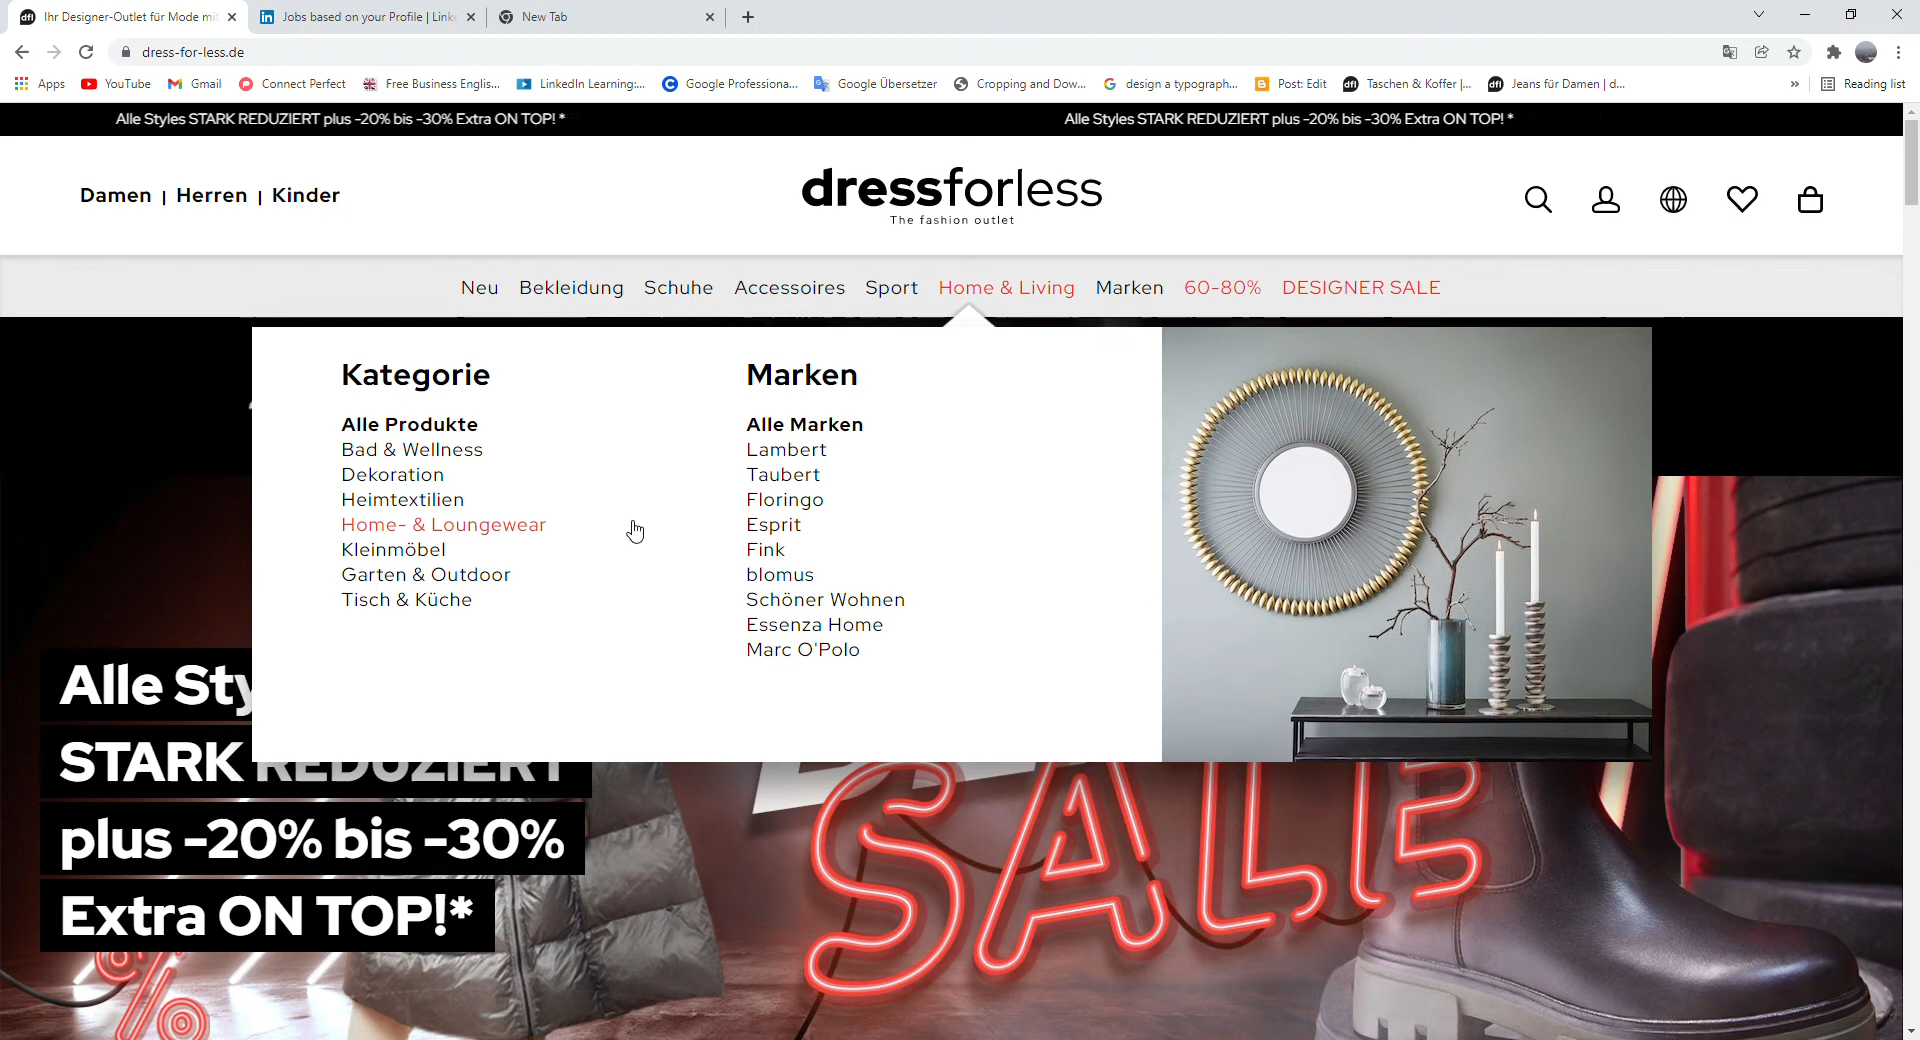 Ihr Designer-Outlet für Mode mit
Jobs based on your Profile | Linke
New Tab
dress-for-less.de
Apps
YouTube
Gmail
Connect Perfect
Free Business Englis...
LinkedIn Learning:...
Google Professiona...
Google Übersetzer
Cropping and Dow...
design a typograph...
Post: Edit
Taschen & Koffer |...
Jeans für Damen | d...
»
Reading list
Alle Styles STARK REDUZIERT plus -20% bis -30% Extra ON TOP! *
Alle Styles STARK REDUZIERT plus -20% bis -30% Extra ON TOP! *
Damen | Herren | Kinder
dressforless
The fashion outlet
Neu
Bekleidung
Schuhe
Accessoires
Sport
Home & Living
Marken
60-80%
DESIGNER SALE
Kategorie
Alle Produkte
Bad & Wellness
Dekoration
Heimtextilien
Home- & Loungewear
Kleinmöbel
Garten & Outdoor
Tisch & Küche
Marken
Alle Marken
Lambert
Taubert
Floringo
Esprit
Fink
blomus
Schöner Wohnen
Essenza Home
Marc O'Polo
Alle Sty
STARK REDUZIERT
plus -20% bis -30%
Extra ON TOP!*
SALE
%